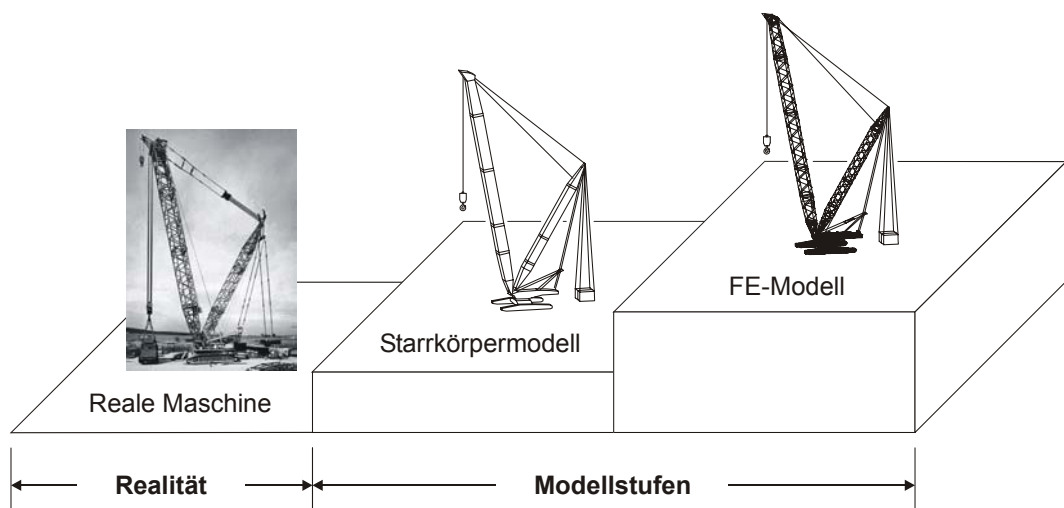 FE-Modell
Starrkörpermodell
Reale Maschine
Realität
Modellstufen